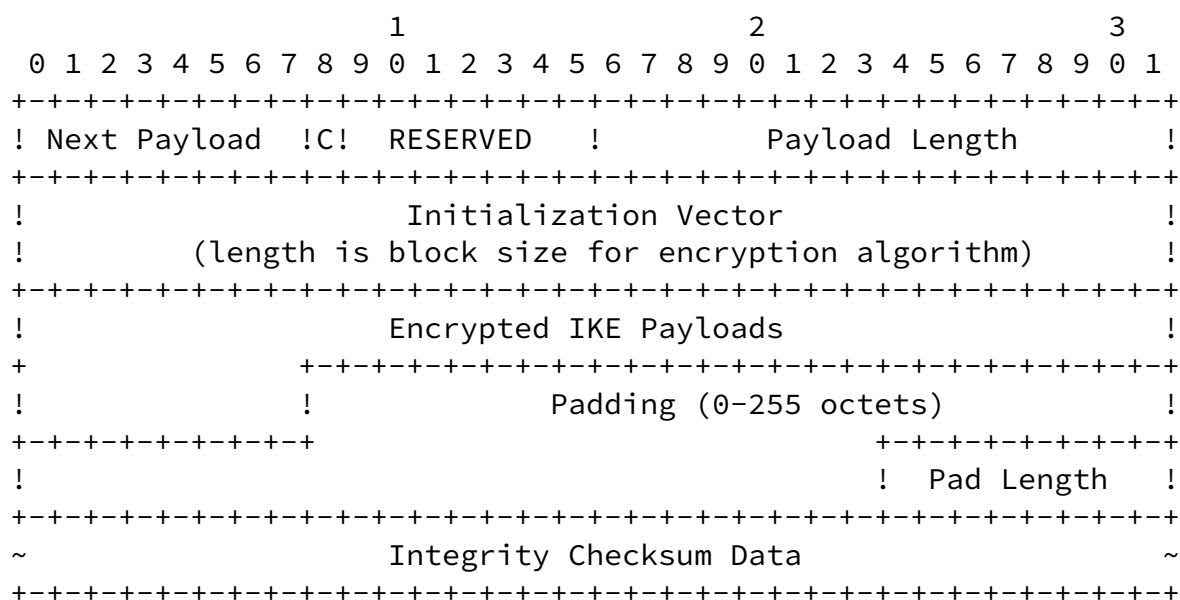 1                   2                   3
 0 1 2 3 4 5 6 7 8 9 0 1 2 3 4 5 6 7 8 9 0 1 2 3 4 5 6 7 8 9 0 1
+-+-+-+-+-+-+-+-+-+-+-+-+-+-+-+-+-+-+-+-+-+-+-+-+-+-+-+-+-+-+-+-+
! Next Payload  !C!  RESERVED   !         Payload Length        !
+-+-+-+-+-+-+-+-+-+-+-+-+-+-+-+-+-+-+-+-+-+-+-+-+-+-+-+-+-+-+-+-+
!                     Initialization Vector                     !
!         (length is block size for encryption algorithm)       !
+-+-+-+-+-+-+-+-+-+-+-+-+-+-+-+-+-+-+-+-+-+-+-+-+-+-+-+-+-+-+-+-+
!                    Encrypted IKE Payloads                     !
+               +-+-+-+-+-+-+-+-+-+-+-+-+-+-+-+-+-+-+-+-+-+-+-+-+
!               !             Padding (0-255 octets)            !
+-+-+-+-+-+-+-+-+                               +-+-+-+-+-+-+-+-+
!                                               !  Pad Length   !
+-+-+-+-+-+-+-+-+-+-+-+-+-+-+-+-+-+-+-+-+-+-+-+-+-+-+-+-+-+-+-+-+
~                    Integrity Checksum Data                    ~
+-+-+-+-+-+-+-+-+-+-+-+-+-+-+-+-+-+-+-+-+-+-+-+-+-+-+-+-+-+-+-+-+